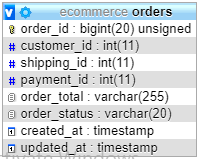 ecommerce orders
order_id : bigint(20) unsigned
customer_id : int(11)
shipping_id : int(11)
payment_id : int(11)
order_total : varchar(255)
order_status : varchar(20)
created_at : timestamp
updated_at : timestamp